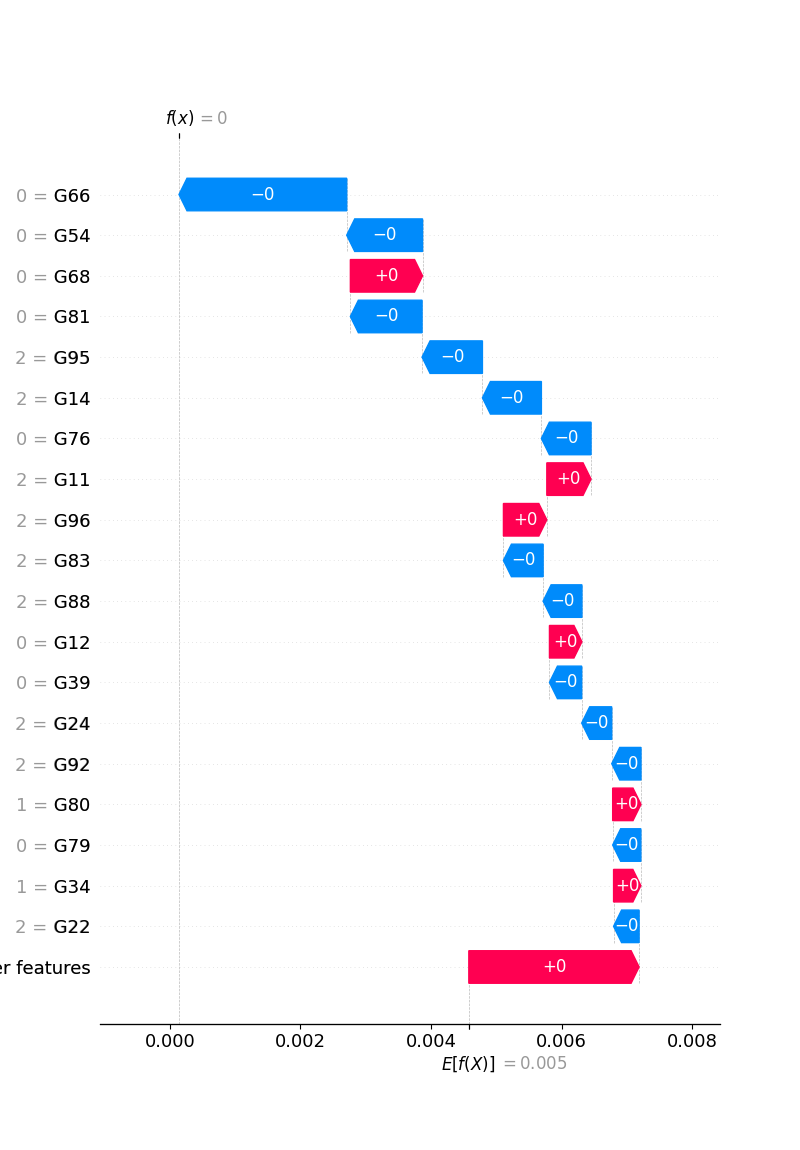 f(x) = 0
0 = G66 −0
0 = G54 −0
0 = G68 +0
0 = G81 −0
2 = G95 −0
2 = G14 −0
0 = G76 −0
2 = G11 +0
2 = G96 +0
2 = G83 −0
2 = G88 −0
0 = G12 +0
0 = G39 −0
2 = G24 −0
2 = G92 −0
1 = G80 +0
0 = G79 −0
1 = G34 +0
2 = G22 −0
features +0
0.000 0.002 0.004 0.006 0.008
E[f(X)] = 0.005